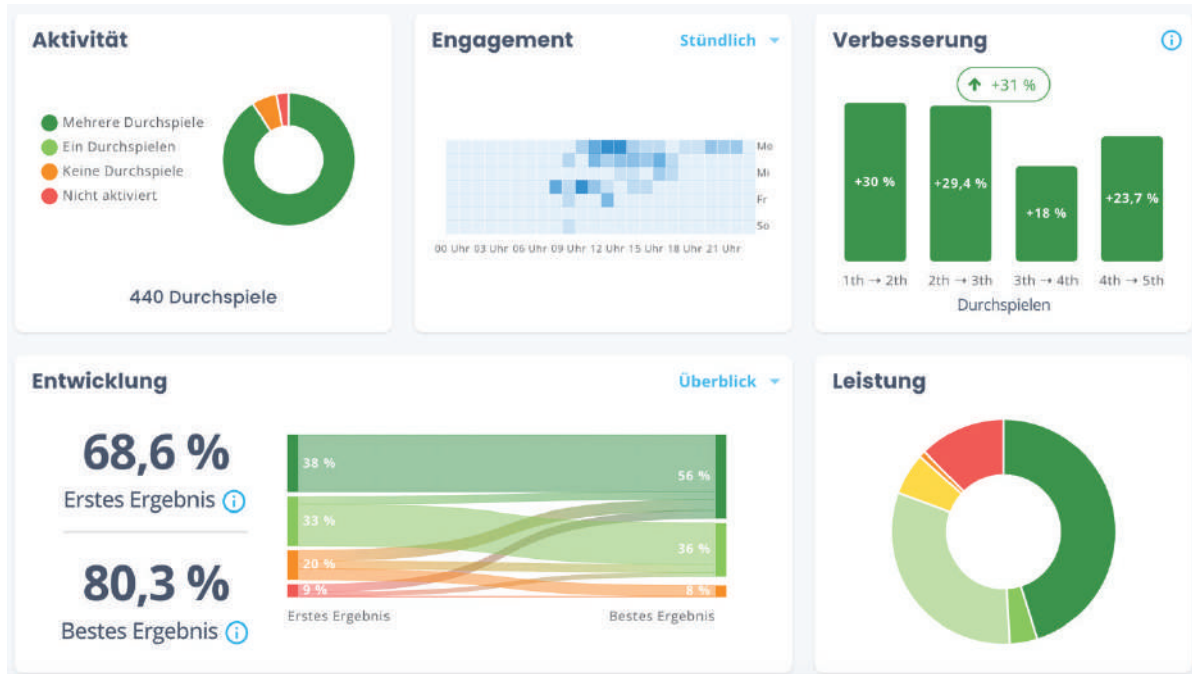 Aktivität
Mehrere Durchspiele
Ein Durchspielen
Keine Durchspiele
Nicht aktiviert
440 Durchspiele
Engagement
Stündlich
Mo
Mi
Fr
So
00 Uhr 03 Uhr 06 Uhr 09 Uhr 12 Uhr 15 Uhr 18 Uhr 21 Uhr
Verbesserung
+31 %
+30 %
+29,4 %
+18 %
+23,7 %
1th → 2th 2th → 3th 3th → 4th 4th → 5th
Durchspielen
Entwicklung
Überblick
68,6 %
Erstes Ergebnis
80,3 %
Bestes Ergebnis
38 %
33 %
20 %
9 %
56 %
36 %
8 %
Erstes Ergebnis
Bestes Ergebnis
Leistung